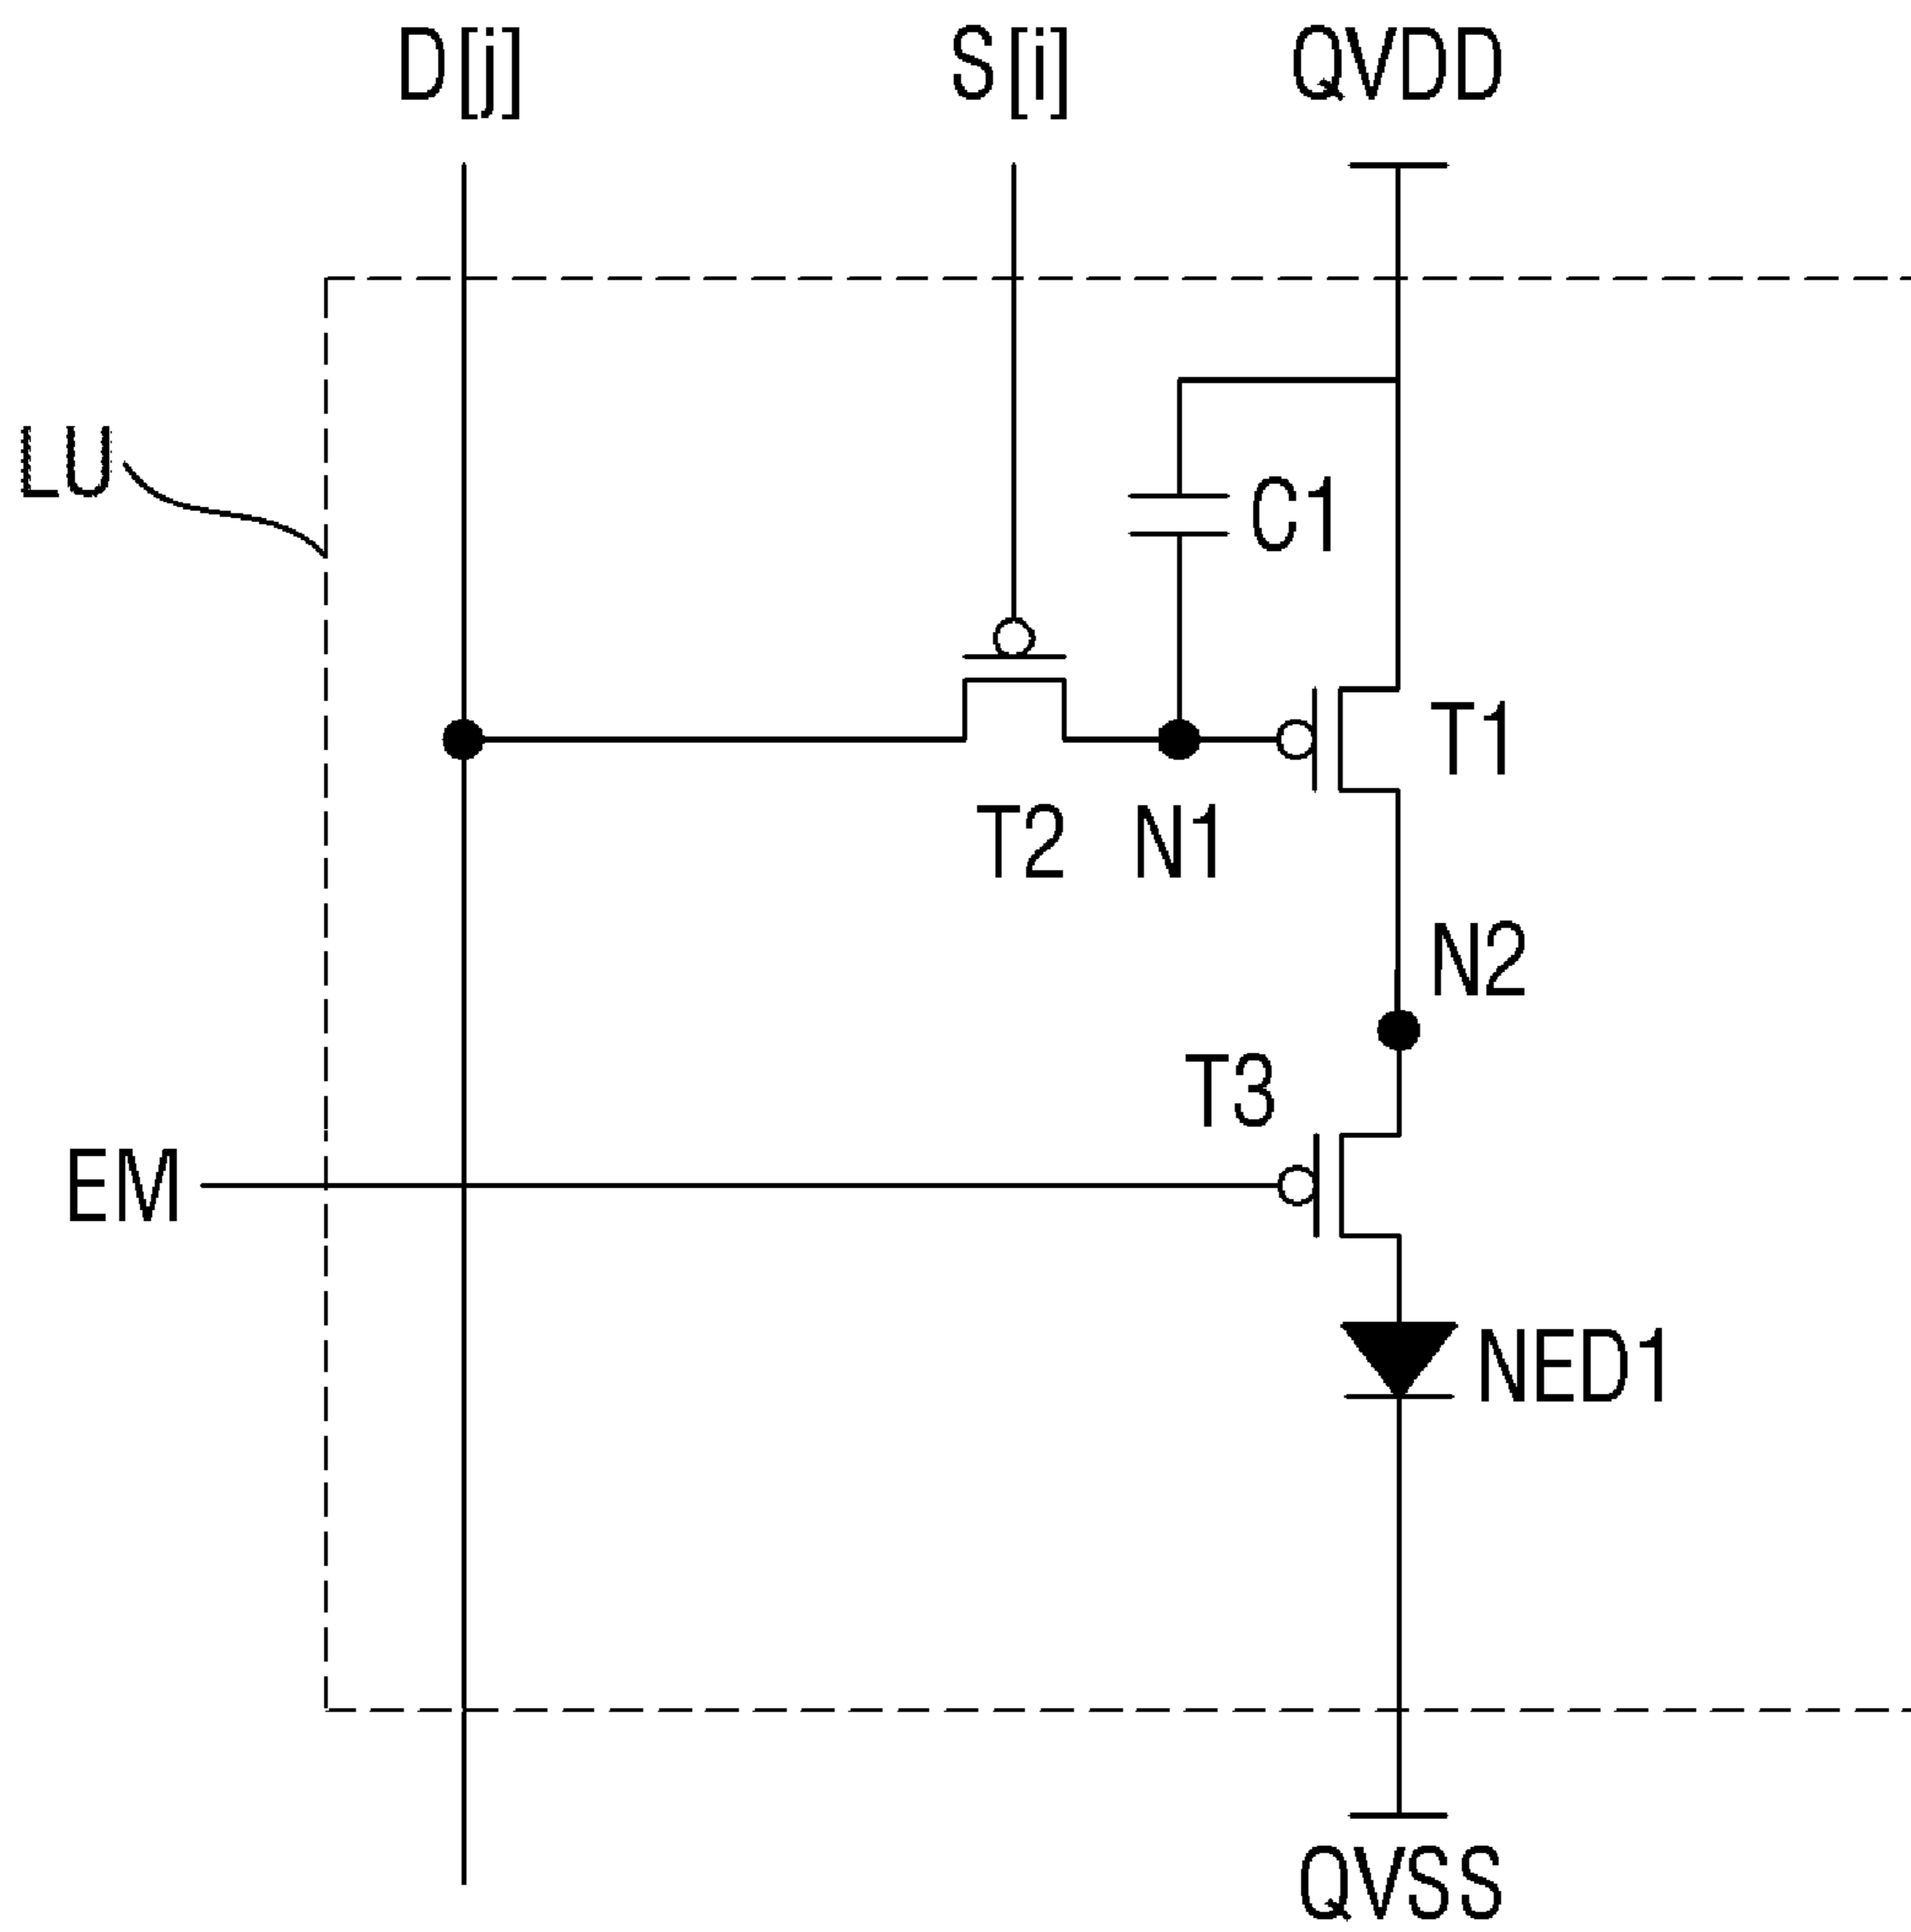 D[j]
S[i]
QVDD
LU
C1
T1
T2
N1
N2
T3
EM
NED1
QVSS